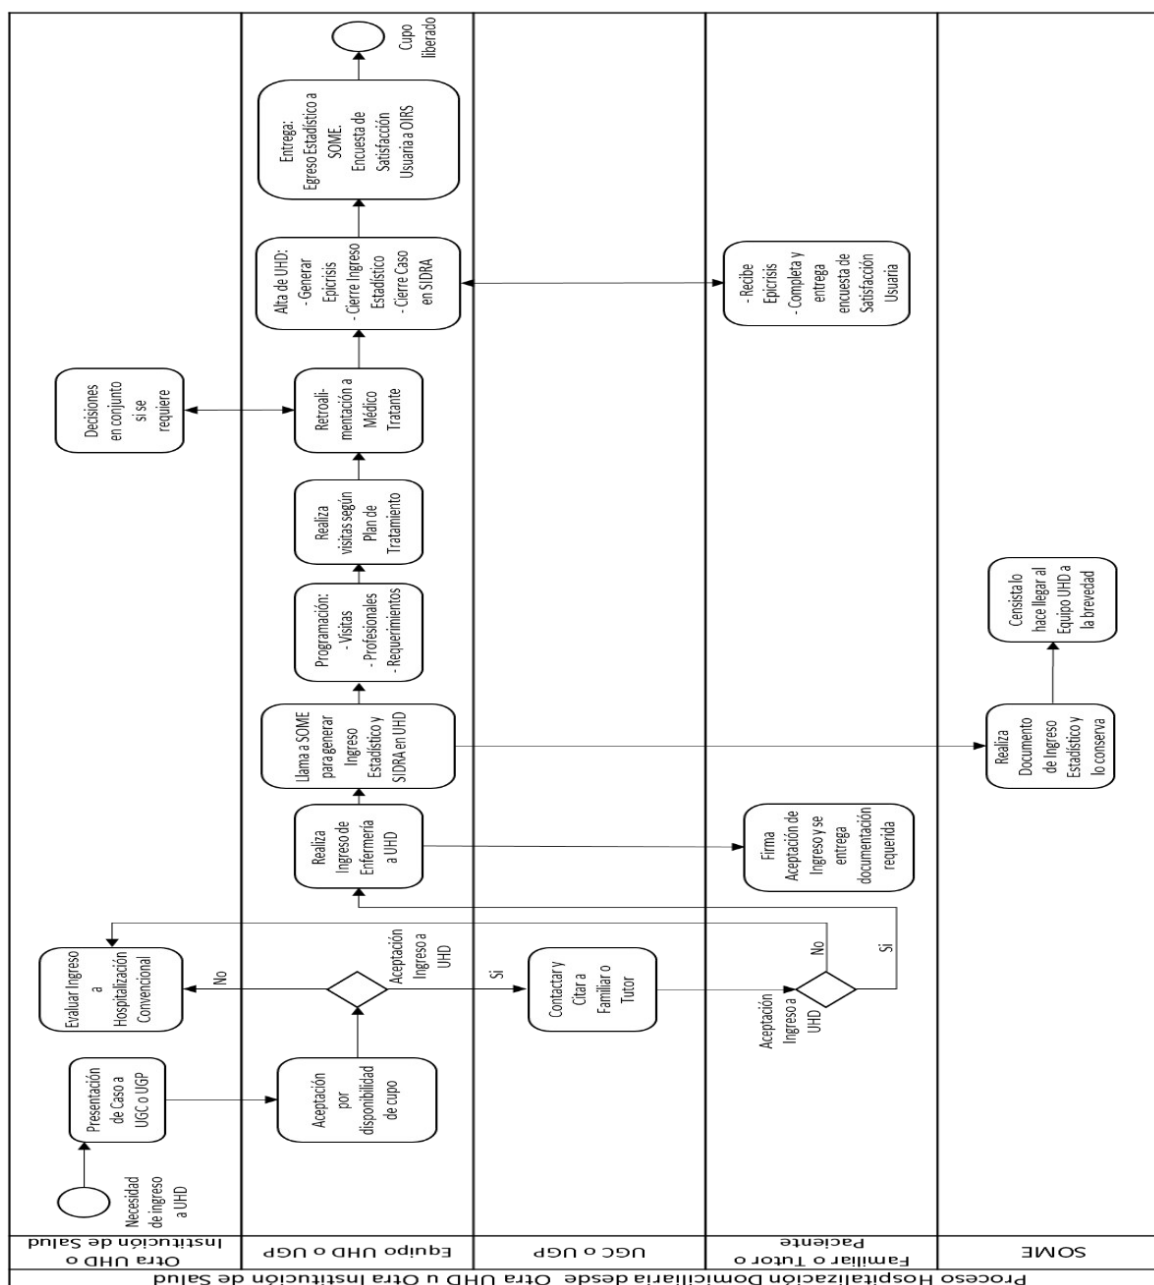 Proceso Hospitalización Domiciliaria desde Otra UHD u Otra Institución de Salud
Otra UHD o
Institución de Salud
Necesidad
de ingreso
a UHD
Presentación
de Caso a
UGC o UGP
Evaluar Ingreso
a
Hospitalización
Convencional
Decisiones
en conjunto
si se
requiere
Equipo UHD o UGP
Aceptación
por
disponibilidad
de cupo
No
Aceptación
Ingreso a
UHD
Si
Realiza
Ingreso de
Enfermería
a UHD
Llama a SOME
para generar
Ingreso
Estadístico y
SIDRA en UHD
Programación:
- Visitas
- Profesionales
- Requerimientos
Realiza
visitas según
Plan de
Tratamiento
Retroali-
mentación a
Médico
Tratante
Alta de UHD:
- Generar
Epicrisis
- Cierre Ingreso
Estadístico
- Cierre Caso
en SIDRA
Entrega:
Egreso Estadístico a
SOME.
Encuesta de
Satisfacción
Usuaria a OIRS
Cupo
liberado
UGC o UGP
Contactar y
Citar a
Familiar o
Tutor
Familiar o Tutor o
Paciente
Aceptación
Ingreso a
UHD
No
Si
Firma
Aceptación de
Ingreso y se
entrega
documentación
requerida
- Recibe
Epicrisis
- Completa y
entrega
encuesta de
Satisfacción
Usuaria
SOME
Realiza
Documento
de Ingreso
Estadístico y
lo conserva
Censista lo
hace llegar al
Equipo UHD a
la brevedad